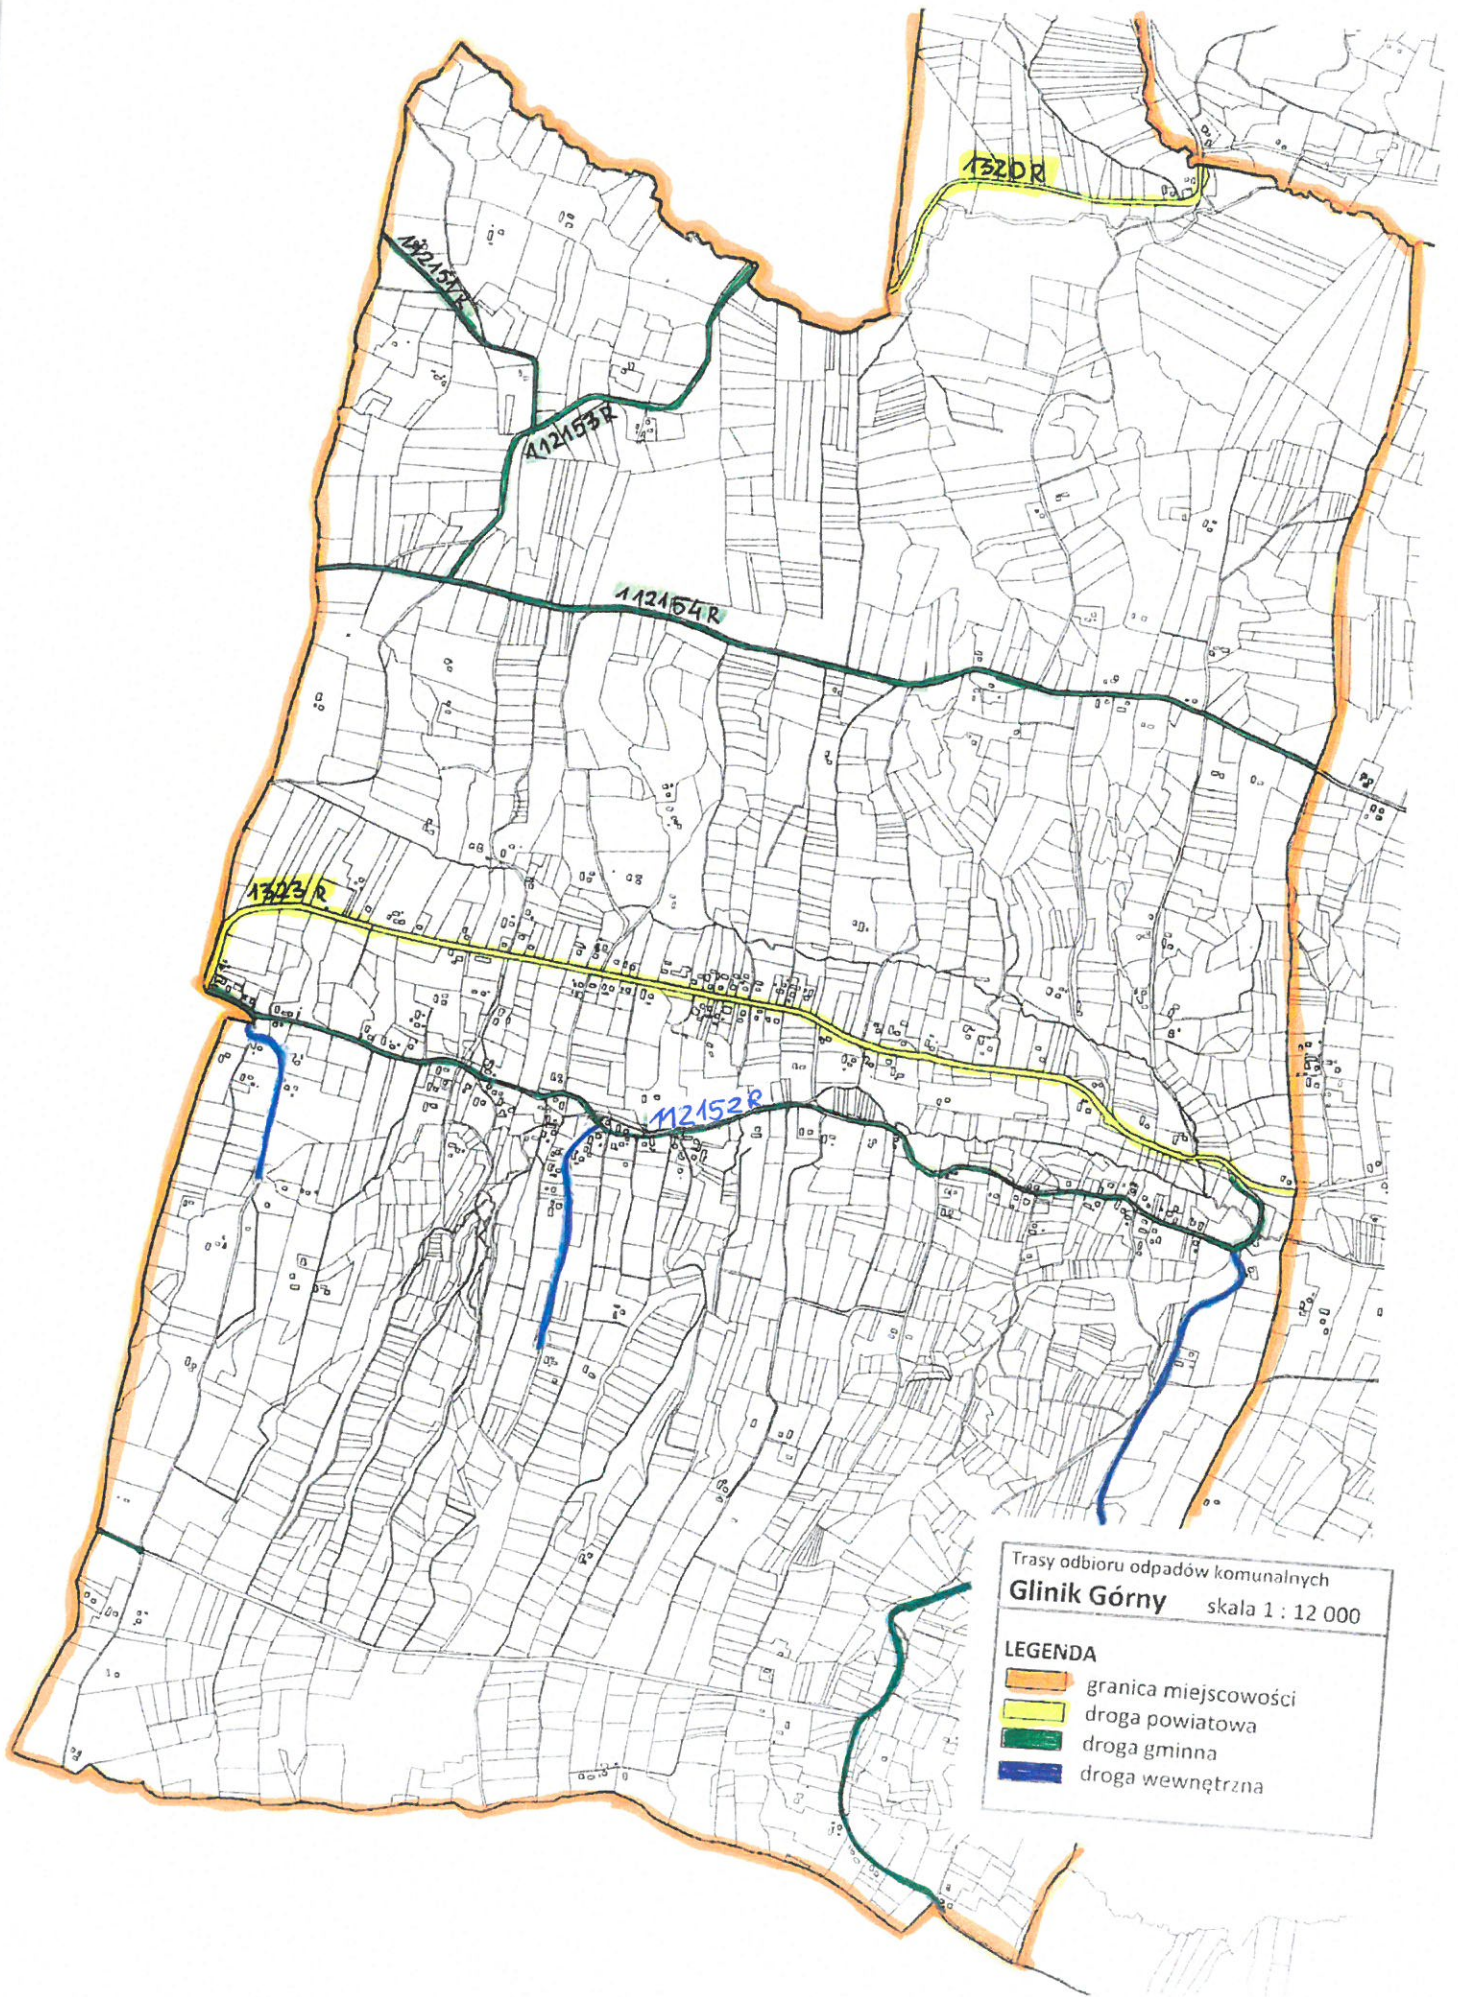 1320R
112151R
112153R
112154R
1323 R
112152R
Trasy odbioru odpadów komunalnych
Glinik Górny skala 1 : 12 000
LEGENDA
granica miejscowości
droga powiatowa
droga gminna
droga wewnętrzna